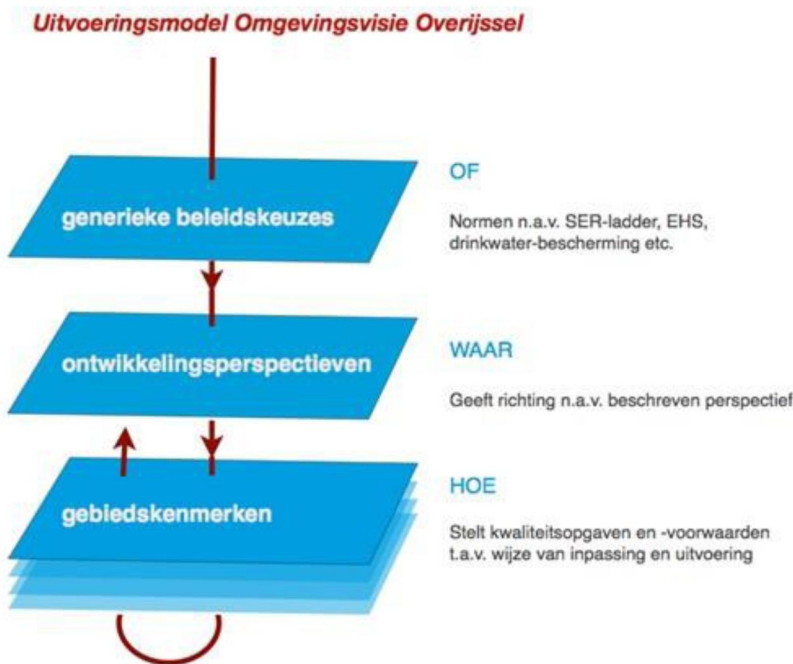 Uitvoeringsmodel Omgevingsvisie Overijssel
generieke beleidskeuzes
OF
Normen n.a.v. SER-ladder, EHS,
drinkwater-bescherming etc.
ontwikkelingsperspectieven
WAAR
Geeft richting n.a.v. beschreven perspectief
gebiedskenmerken
HOE
Stelt kwaliteitsopgaven en -voorwaarden
t.a.v. wijze van inpassing en uitvoering